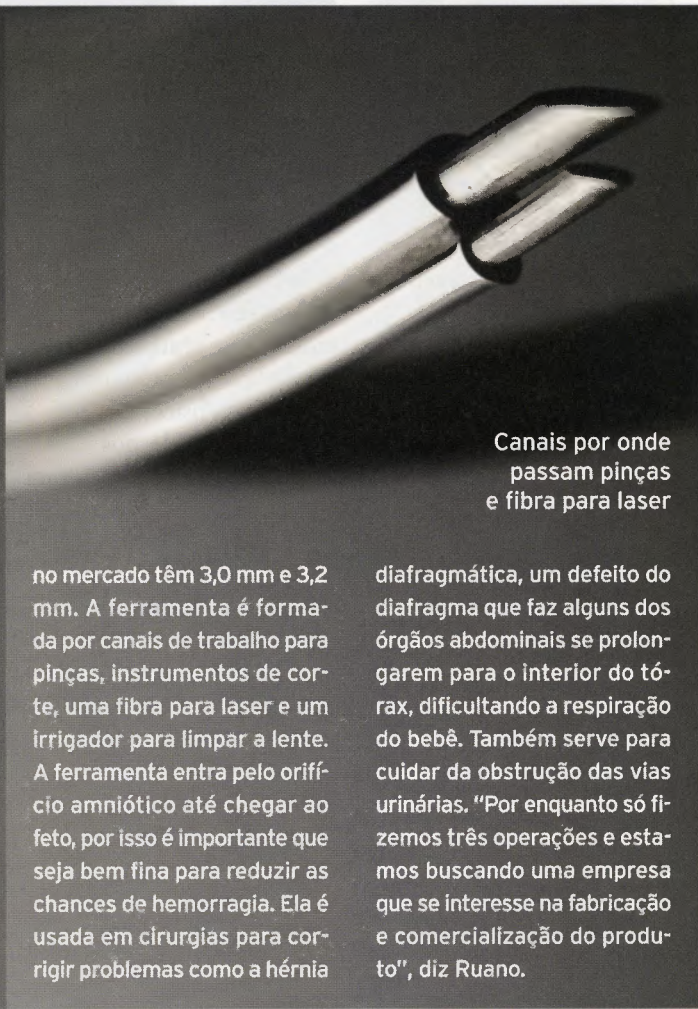 Canais por onde
passam pinças
e fibra para laser
no mercado têm 3,0 mm e 3,2
mm. A ferramenta é forma-
da por canais de trabalho para
pinças, instrumentos de cor-
te, uma fibra para laser e um
irrigador para limpar a lente.
A ferramenta entra pelo orifí-
cio amniótico até chegar ao
feto, por isso é importante que
seja bem fina para reduzir as
chances de hemorragia. Ela é
usada em cirurgias para cor-
rigir problemas como a hérnia
diafragmática, um defeito do
diafragma que faz alguns dos
órgãos abdominais se prolon-
garem para o interior do tó-
rax, dificultando a respiração
do bebê. Também serve para
cuidar da obstrução das vias
urinárias. "Por enquanto só fi-
zemos três operações e esta-
mos buscando uma empresa
que se interesse na fabricação
e comercialização do produ-
to", diz Ruano.